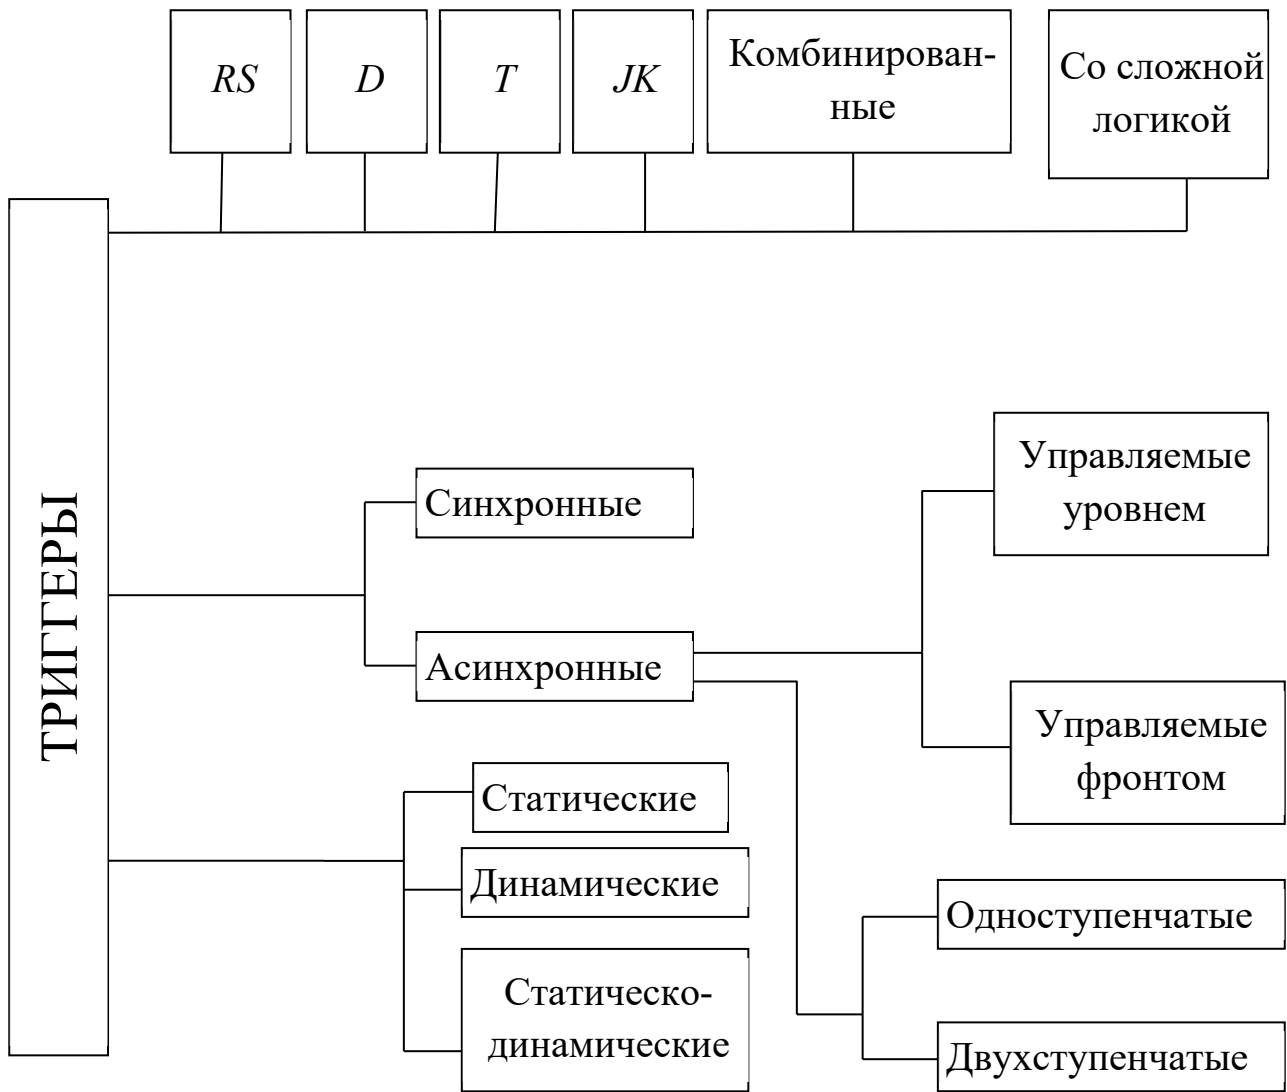 RS
D
T
JK
Комбинирован-
ные
Со сложной
логикой
ТРИГГЕРЫ
Синхронные
Асинхронные
Управляемые
уровнем
Управляемые
фронтом
Статические
Динамические
Статическо-
динамические
Одноступенчатые
Двухступенчатые